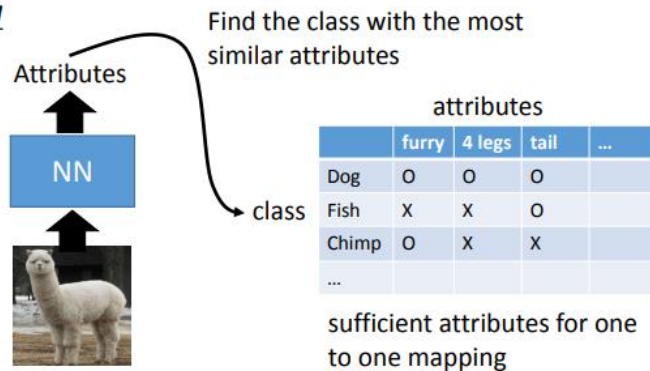 Find the class with the most
similar attributes
Attributes
NN
class
attributes
furry 4 legs tail ...
Dog O O O
Fish X X O
Chimp O X X
...
sufficient attributes for one
to one mapping